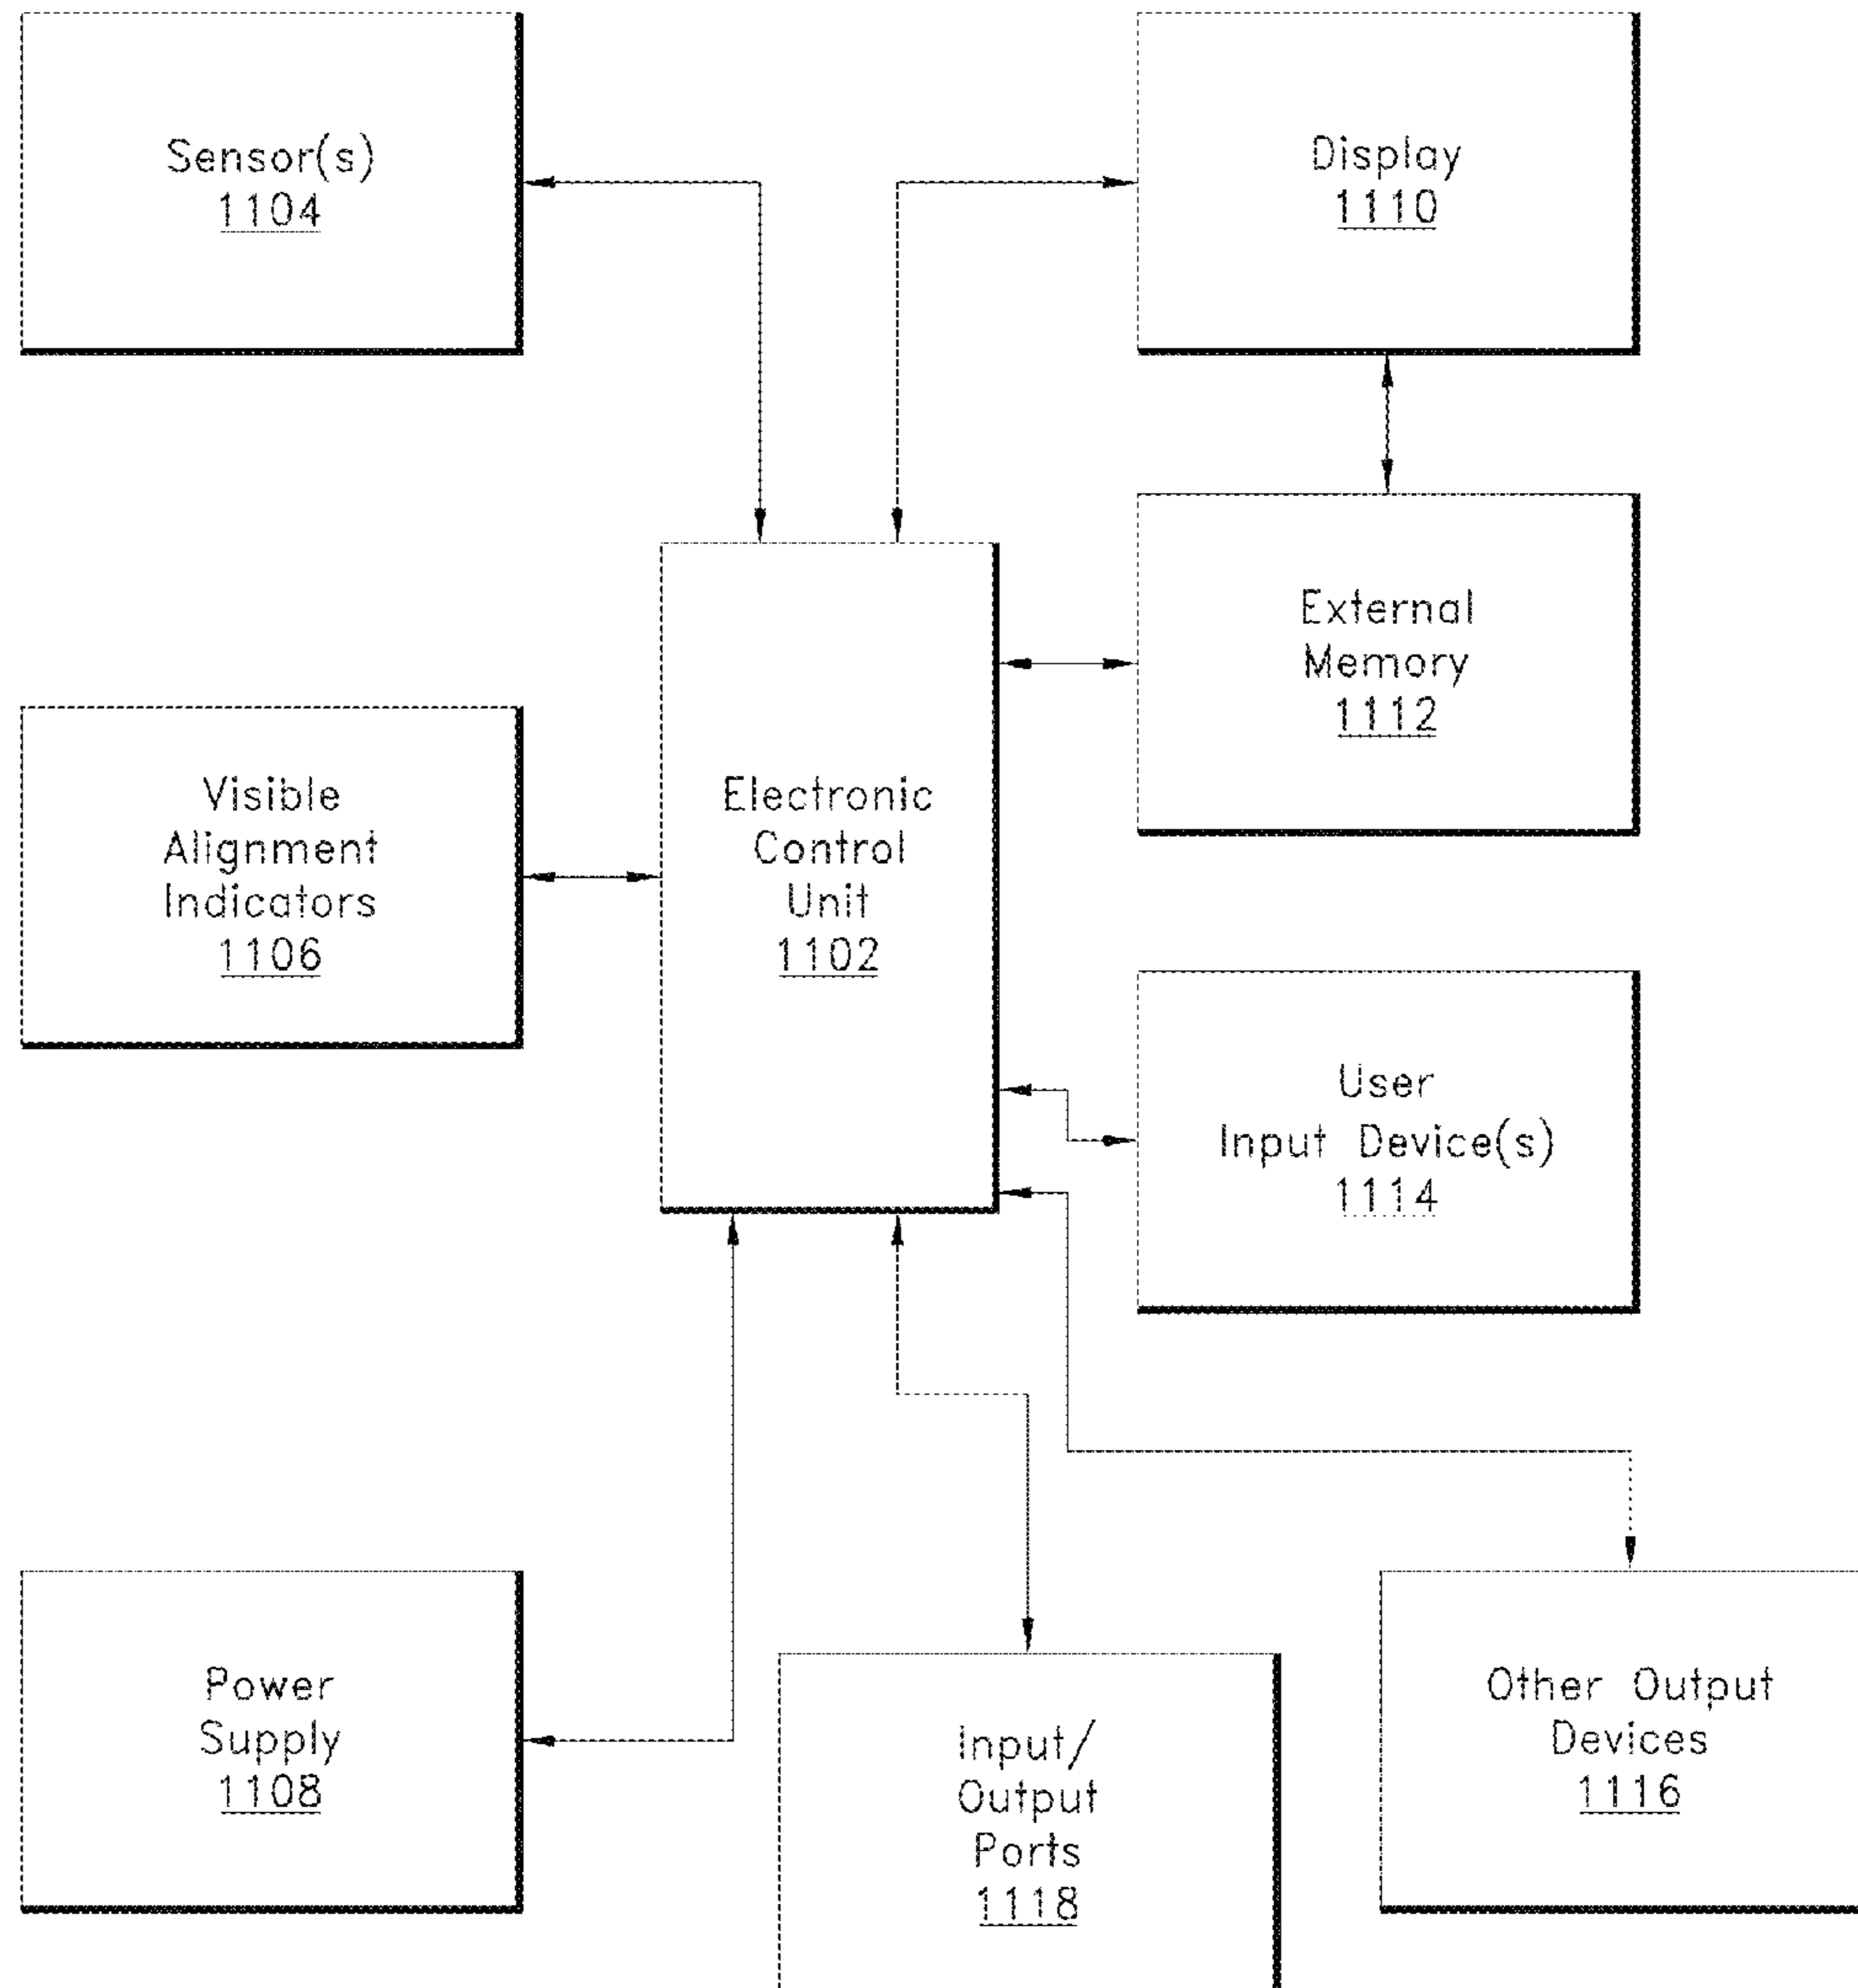 Sensor(s)
1104
Display
1110
External
Memory
1112
Visible
Alignment
Indicators
1106
Electronic
Control
Unit
1102
User
Input Device(s)
1114
Power
Supply
1108
Input/
Output
Ports
1118
Other Output
Devices
1116